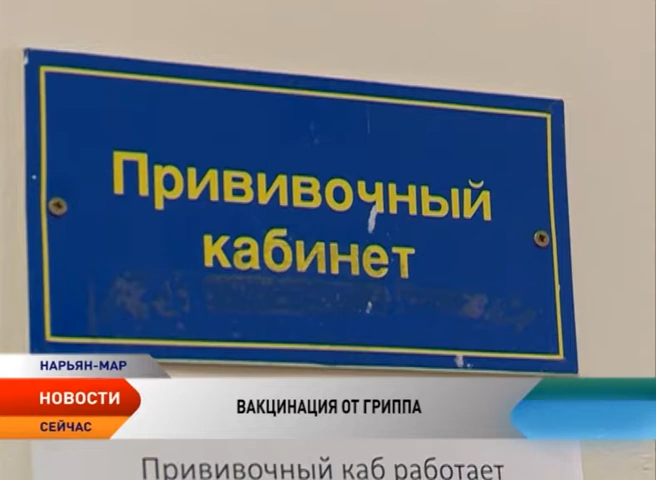 Прививочный
кабинет
НАРЬЯН-МАР
НОВОСТИ
СЕЙЧАС
ВАКЦИНАЦИЯ ОТ ГРИППА
Прививочный каб работает